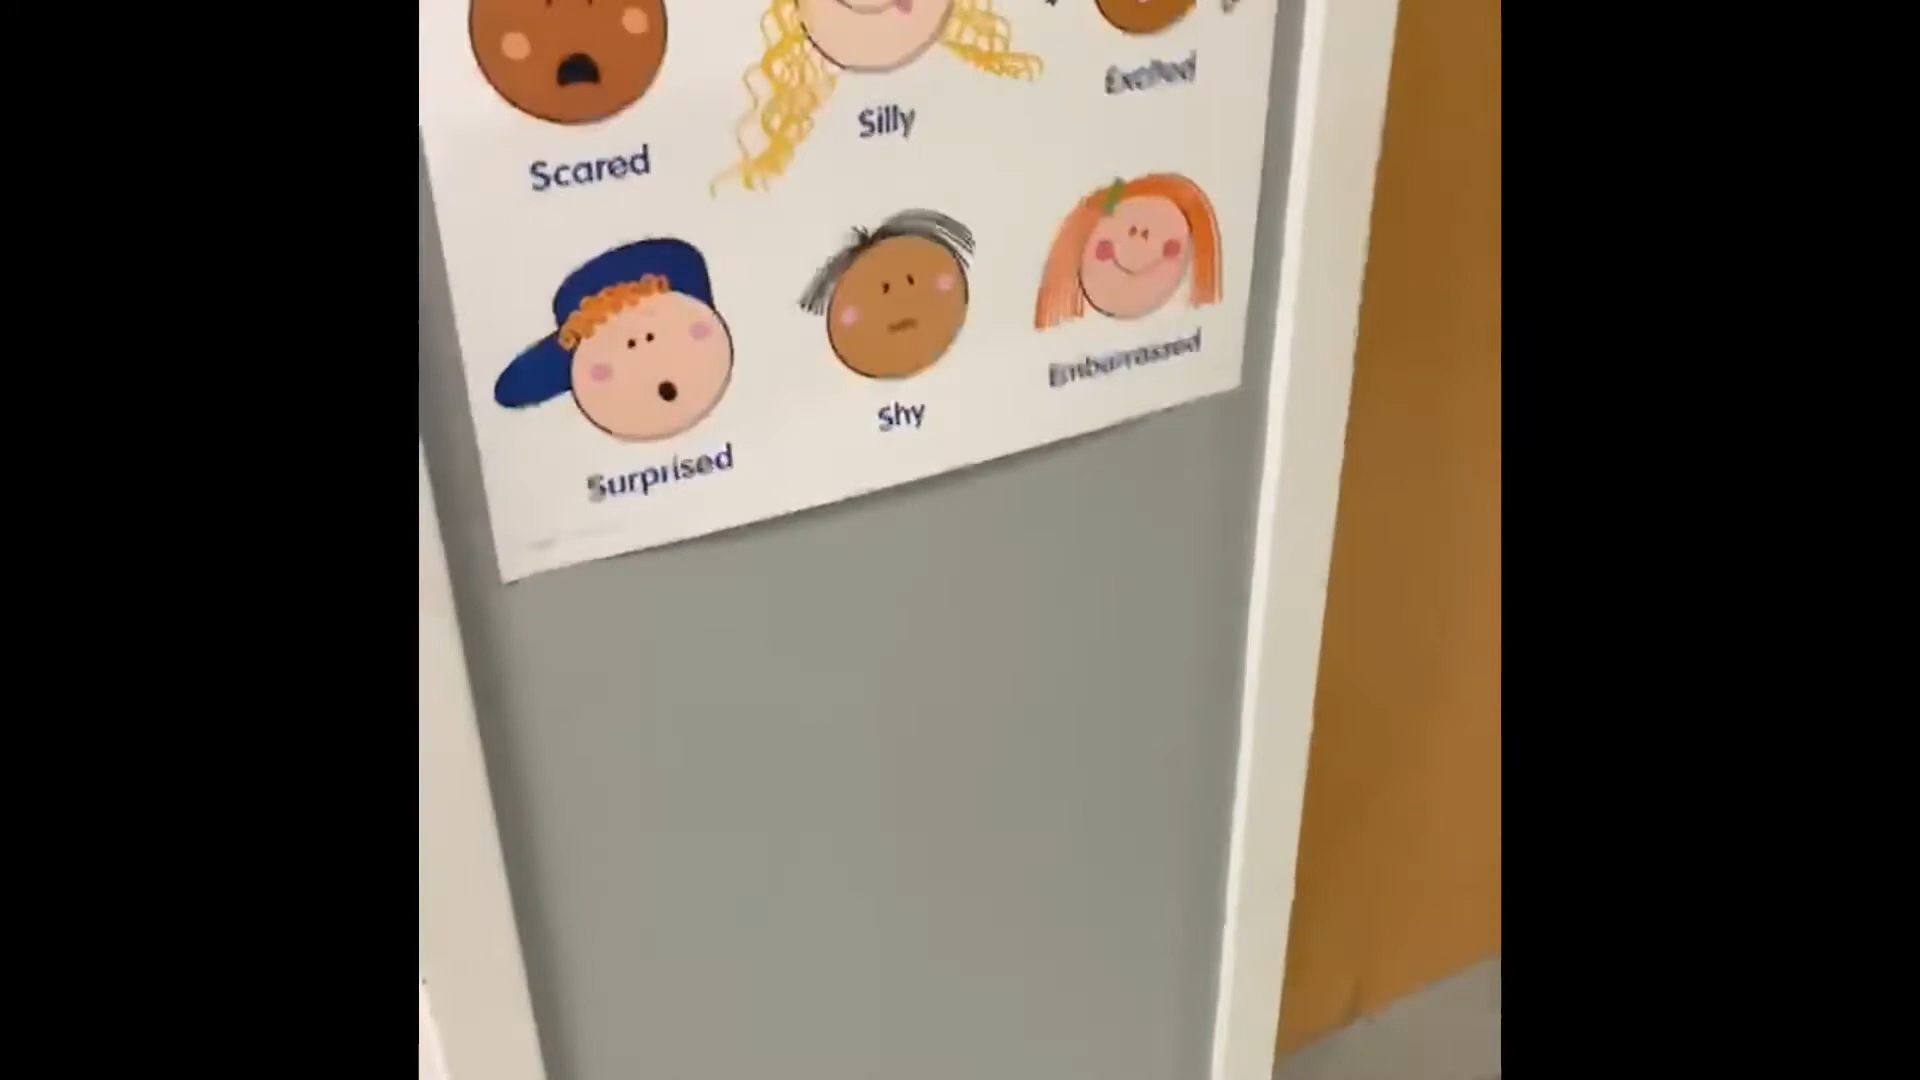 Scared
Silly
Excited
Surprised
Shy
Embarrassed